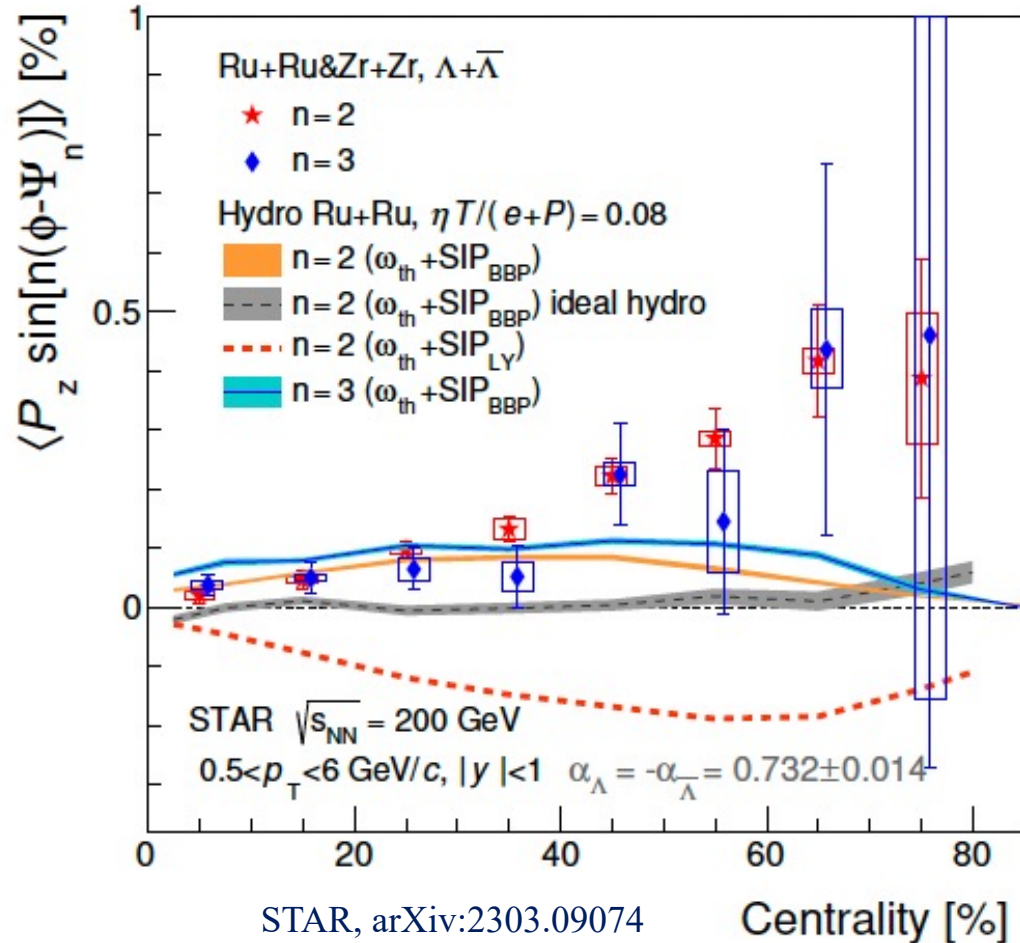 ⟨P_z sin[n(ϕ-Ψ_n)]⟩ [%]
1
0.5
0
Ru+Ru&Zr+Zr, Λ+Λ̅
n = 2
n = 3
Hydro Ru+Ru, ηT/(e+P) = 0.08
n = 2 (ω_th+SIP_BBP)
n = 2 (ω_th+SIP_BBP) ideal hydro
n = 2 (ω_th+SIP_LY)
n = 3 (ω_th+SIP_BBP)
STAR √s_NN = 200 GeV
0.5<p_T<6 GeV/c, |y|<1 α_Λ = -α_Λ̅ = 0.732±0.014
0 20 40 60 80
STAR, arXiv:2303.09074 Centrality [%]